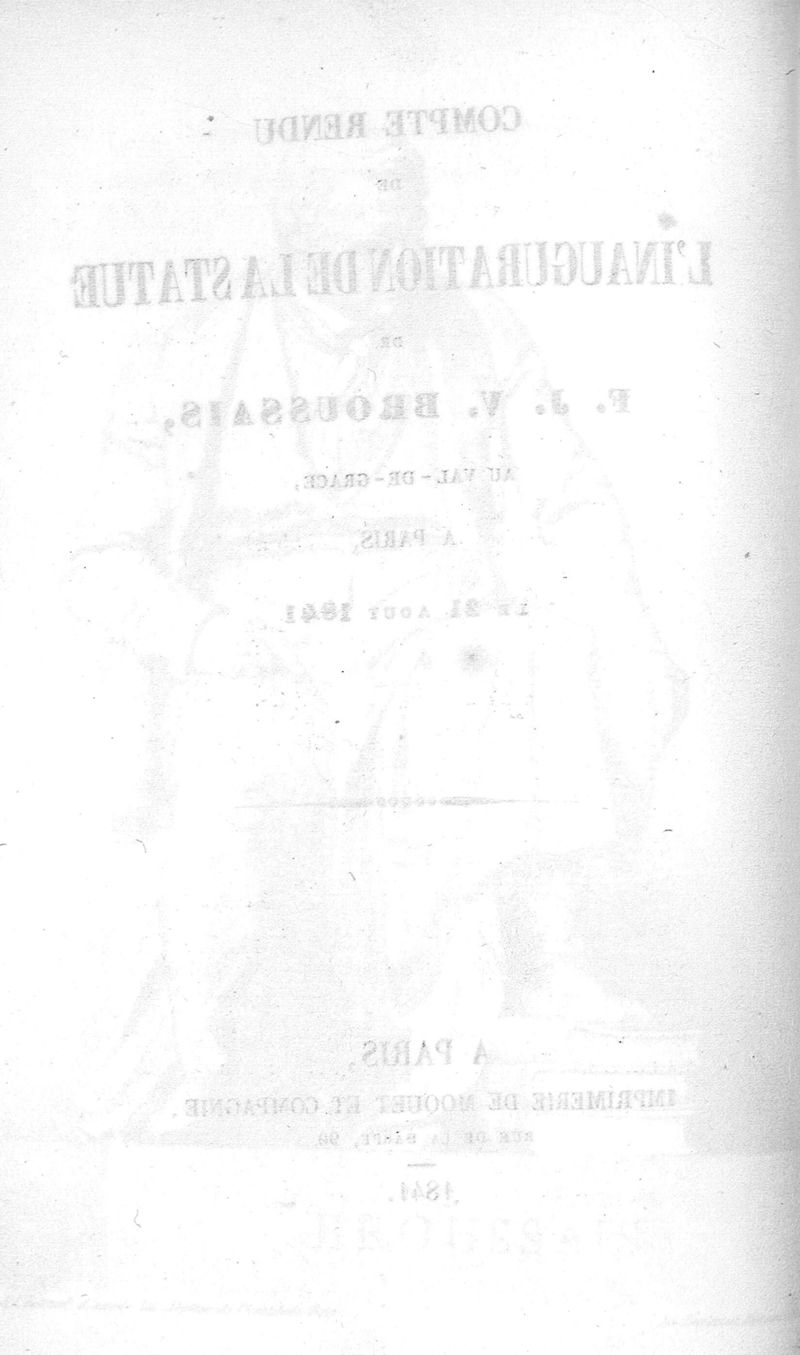 COMPTE RENDU
DE
L'INAUGURATION DE LA STATUE
DE
F. J. V. BROUSSAIS,
AU VAL-DE-GRACE,
A PARIS,
LE 21 AOUT 1841
A PARIS,
IMPRIMERIE DE MOQUET ET COMPAGNIE,
RUE DE LA HARPE, 90
1841.